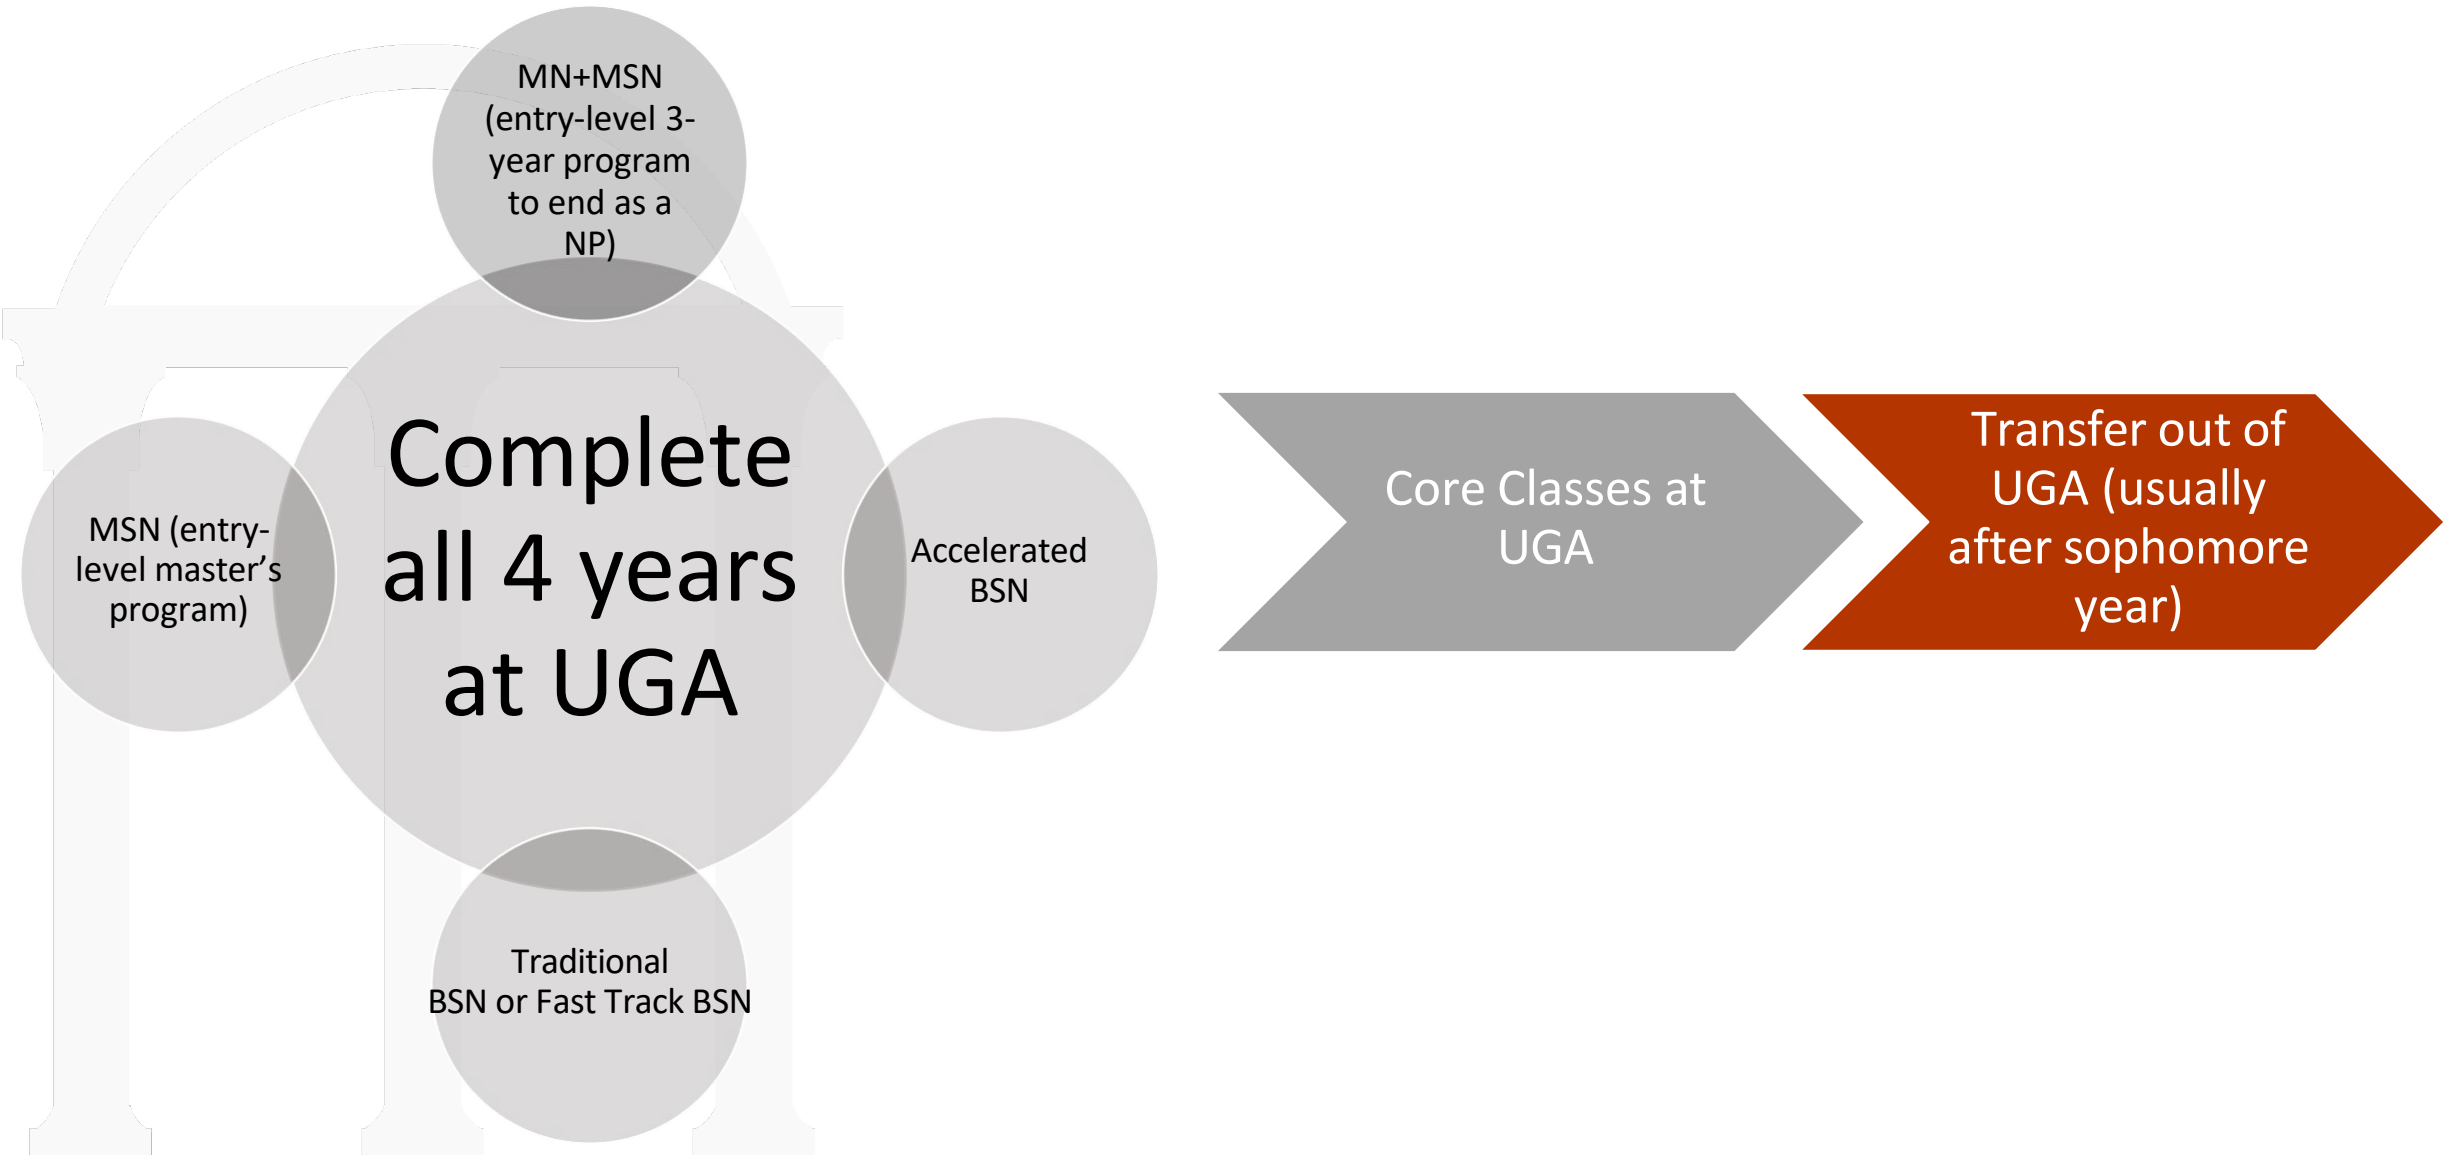 MN+MSN
(entry-level 3-
year program
to end as a
NP)
MSN (entry-
level master’s
program)
Complete
all 4 years
at UGA
Accelerated
BSN
Traditional
BSN or Fast Track BSN
Core Classes at
UGA
Transfer out of
UGA (usually
after sophomore
year)